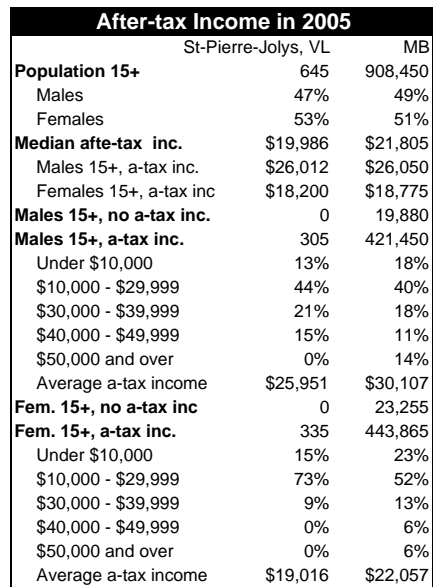 After-tax Income in 2005
St-Pierre-Jolys, VL MB
Population 15+ 645 908,450
Males 47% 49%
Females 53% 51%
Median afte-tax inc. $19,986 $21,805
Males 15+, a-tax inc. $26,012 $26,050
Females 15+, a-tax inc $18,200 $18,775
Males 15+, no a-tax inc. 0 19,880
Males 15+, a-tax inc. 305 421,450
Under $10,000 13% 18%
$10,000 - $29,999 44% 40%
$30,000 - $39,999 21% 18%
$40,000 - $49,999 15% 11%
$50,000 and over 0% 14%
Average a-tax income $25,951 $30,107
Fem. 15+, no a-tax inc 0 23,255
Fem. 15+, a-tax inc. 335 443,865
Under $10,000 15% 23%
$10,000 - $29,999 73% 52%
$30,000 - $39,999 9% 13%
$40,000 - $49,999 0% 6%
$50,000 and over 0% 6%
Average a-tax income $19,016 $22,057